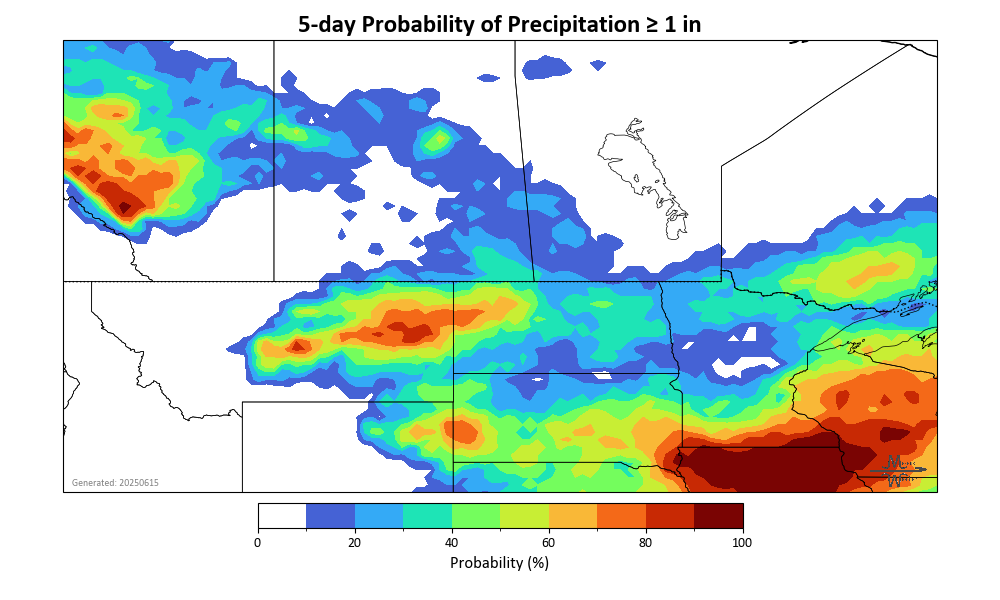 5-day Probability of Precipitation ≥ 1 in
Generated: 20250615
0 20 40 60 80 100
Probability (%)